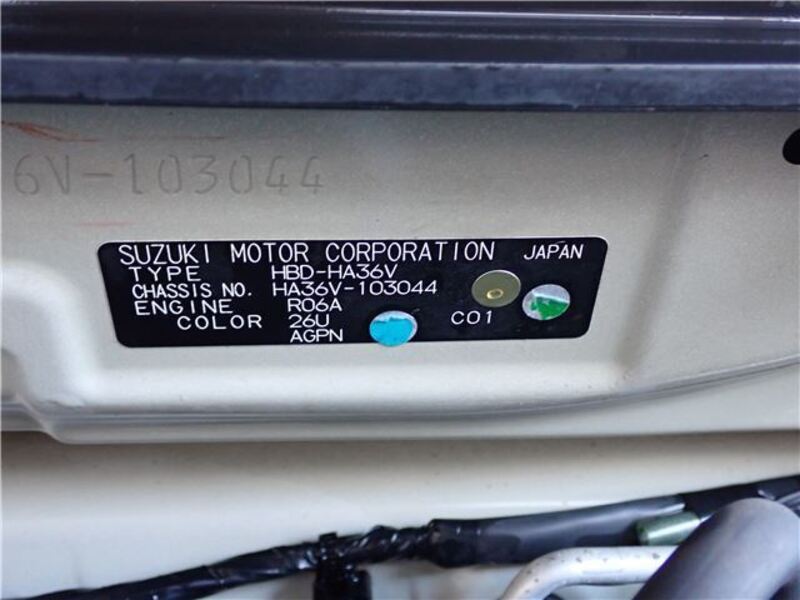 6V-103044
SUZUKI MOTOR CORPORATION JAPAN
TYPE HBD-HA36V
CHASSIS NO. HA36V-103044
ENGINE R06A
COLOR 26U C01
AGPN